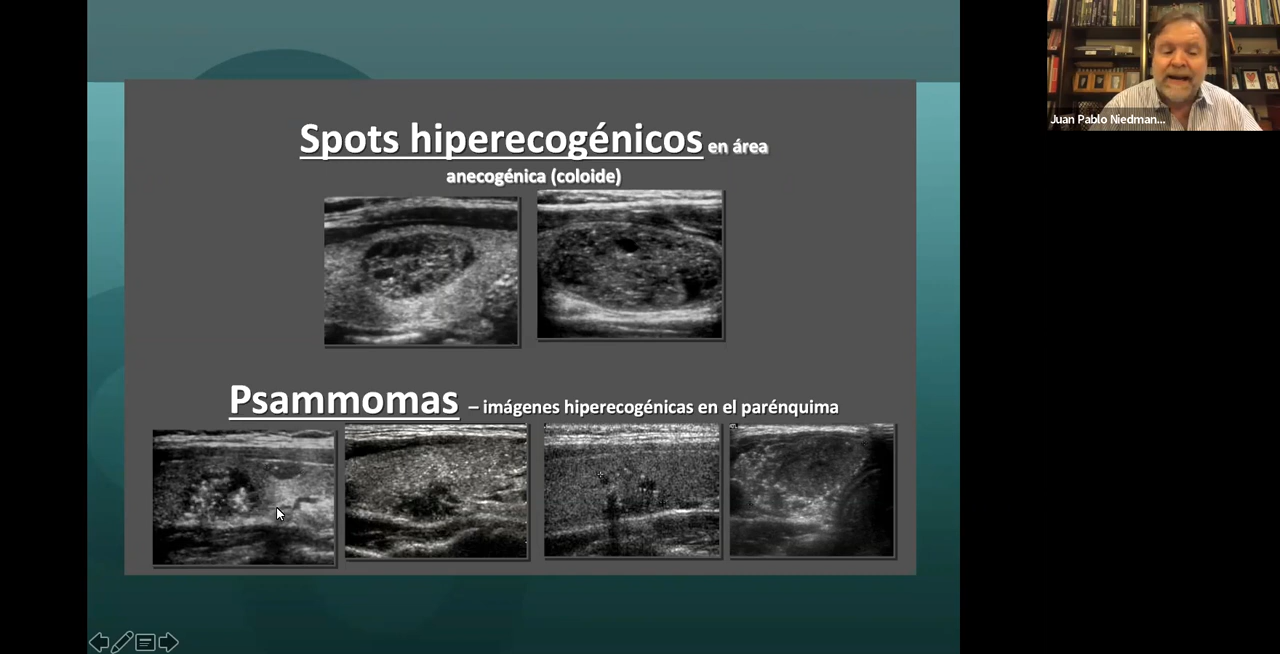 Spots hiperecogénicos en área
anecogénica (coloide)
Juan Pablo Niedman...
Psammomas – imágenes hiperecogénicas en el parénquima